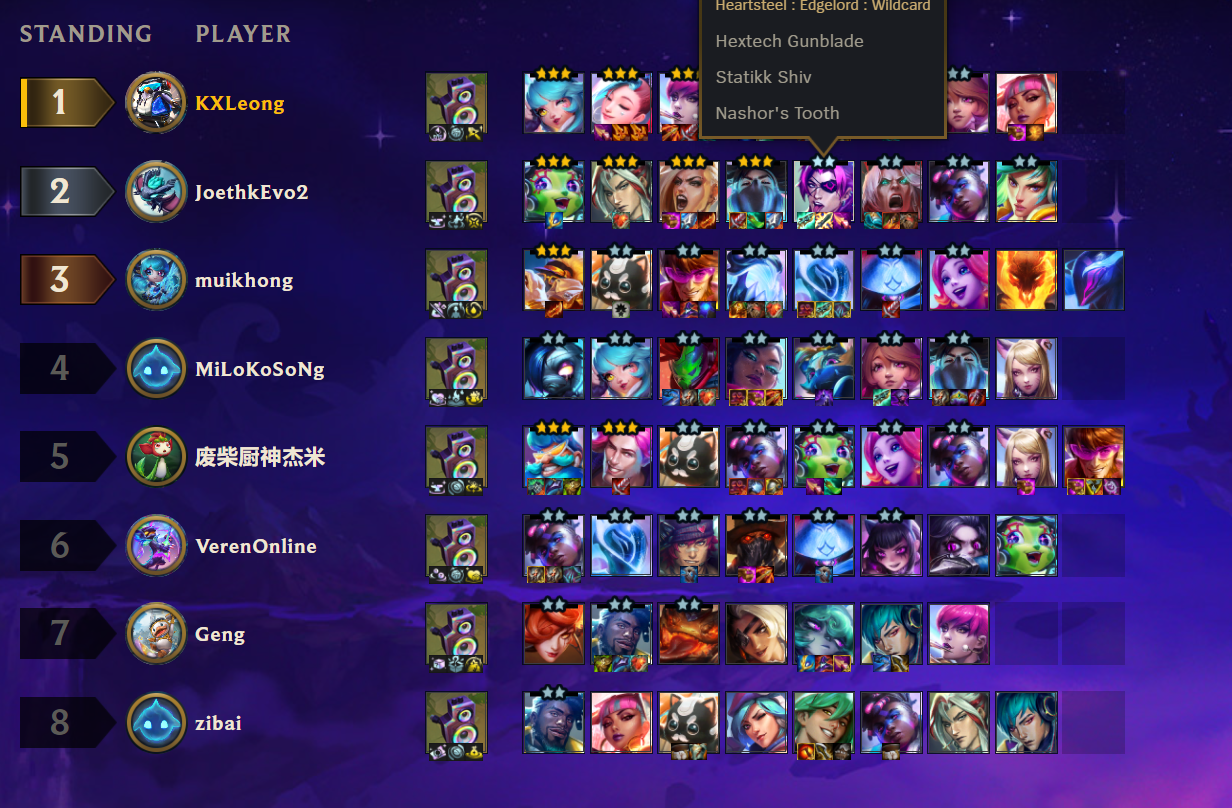 STANDING PLAYER
Heartsteel : Edgelord : Wildcard
Hextech Gunblade
Statikk Shiv
Nashor's Tooth
1 KXLeong
2 JoethkEvo2
3 muikhong
4 MiLoKoSoNg
5 废柴厨神杰米
6 VerenOnline
7 Geng
8 zibai